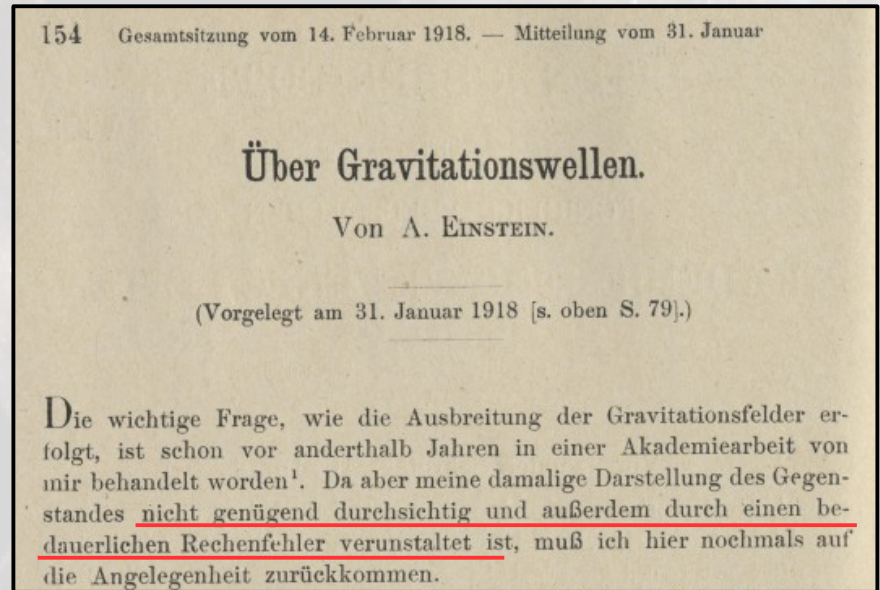 154 Gesamtsitzung vom 14. Februar 1918. — Mitteilung vom 31. Januar
Über Gravitationswellen.
Von A. Einstein.
(Vorgelegt am 31. Januar 1918 [s. oben S. 79].)
Die wichtige Frage, wie die Ausbreitung der Gravitationsfelder er-
folgt, ist schon vor anderthalb Jahren in einer Akademiearbeit von
mir behandelt worden¹. Da aber meine damalige Darstellung des Gegen-
standes nicht genügend durchsichtig und außerdem durch einen be-
dauerlichen Rechenfehler verunstaltet ist, muß ich hier nochmals auf
die Angelegenheit zurückkommen.